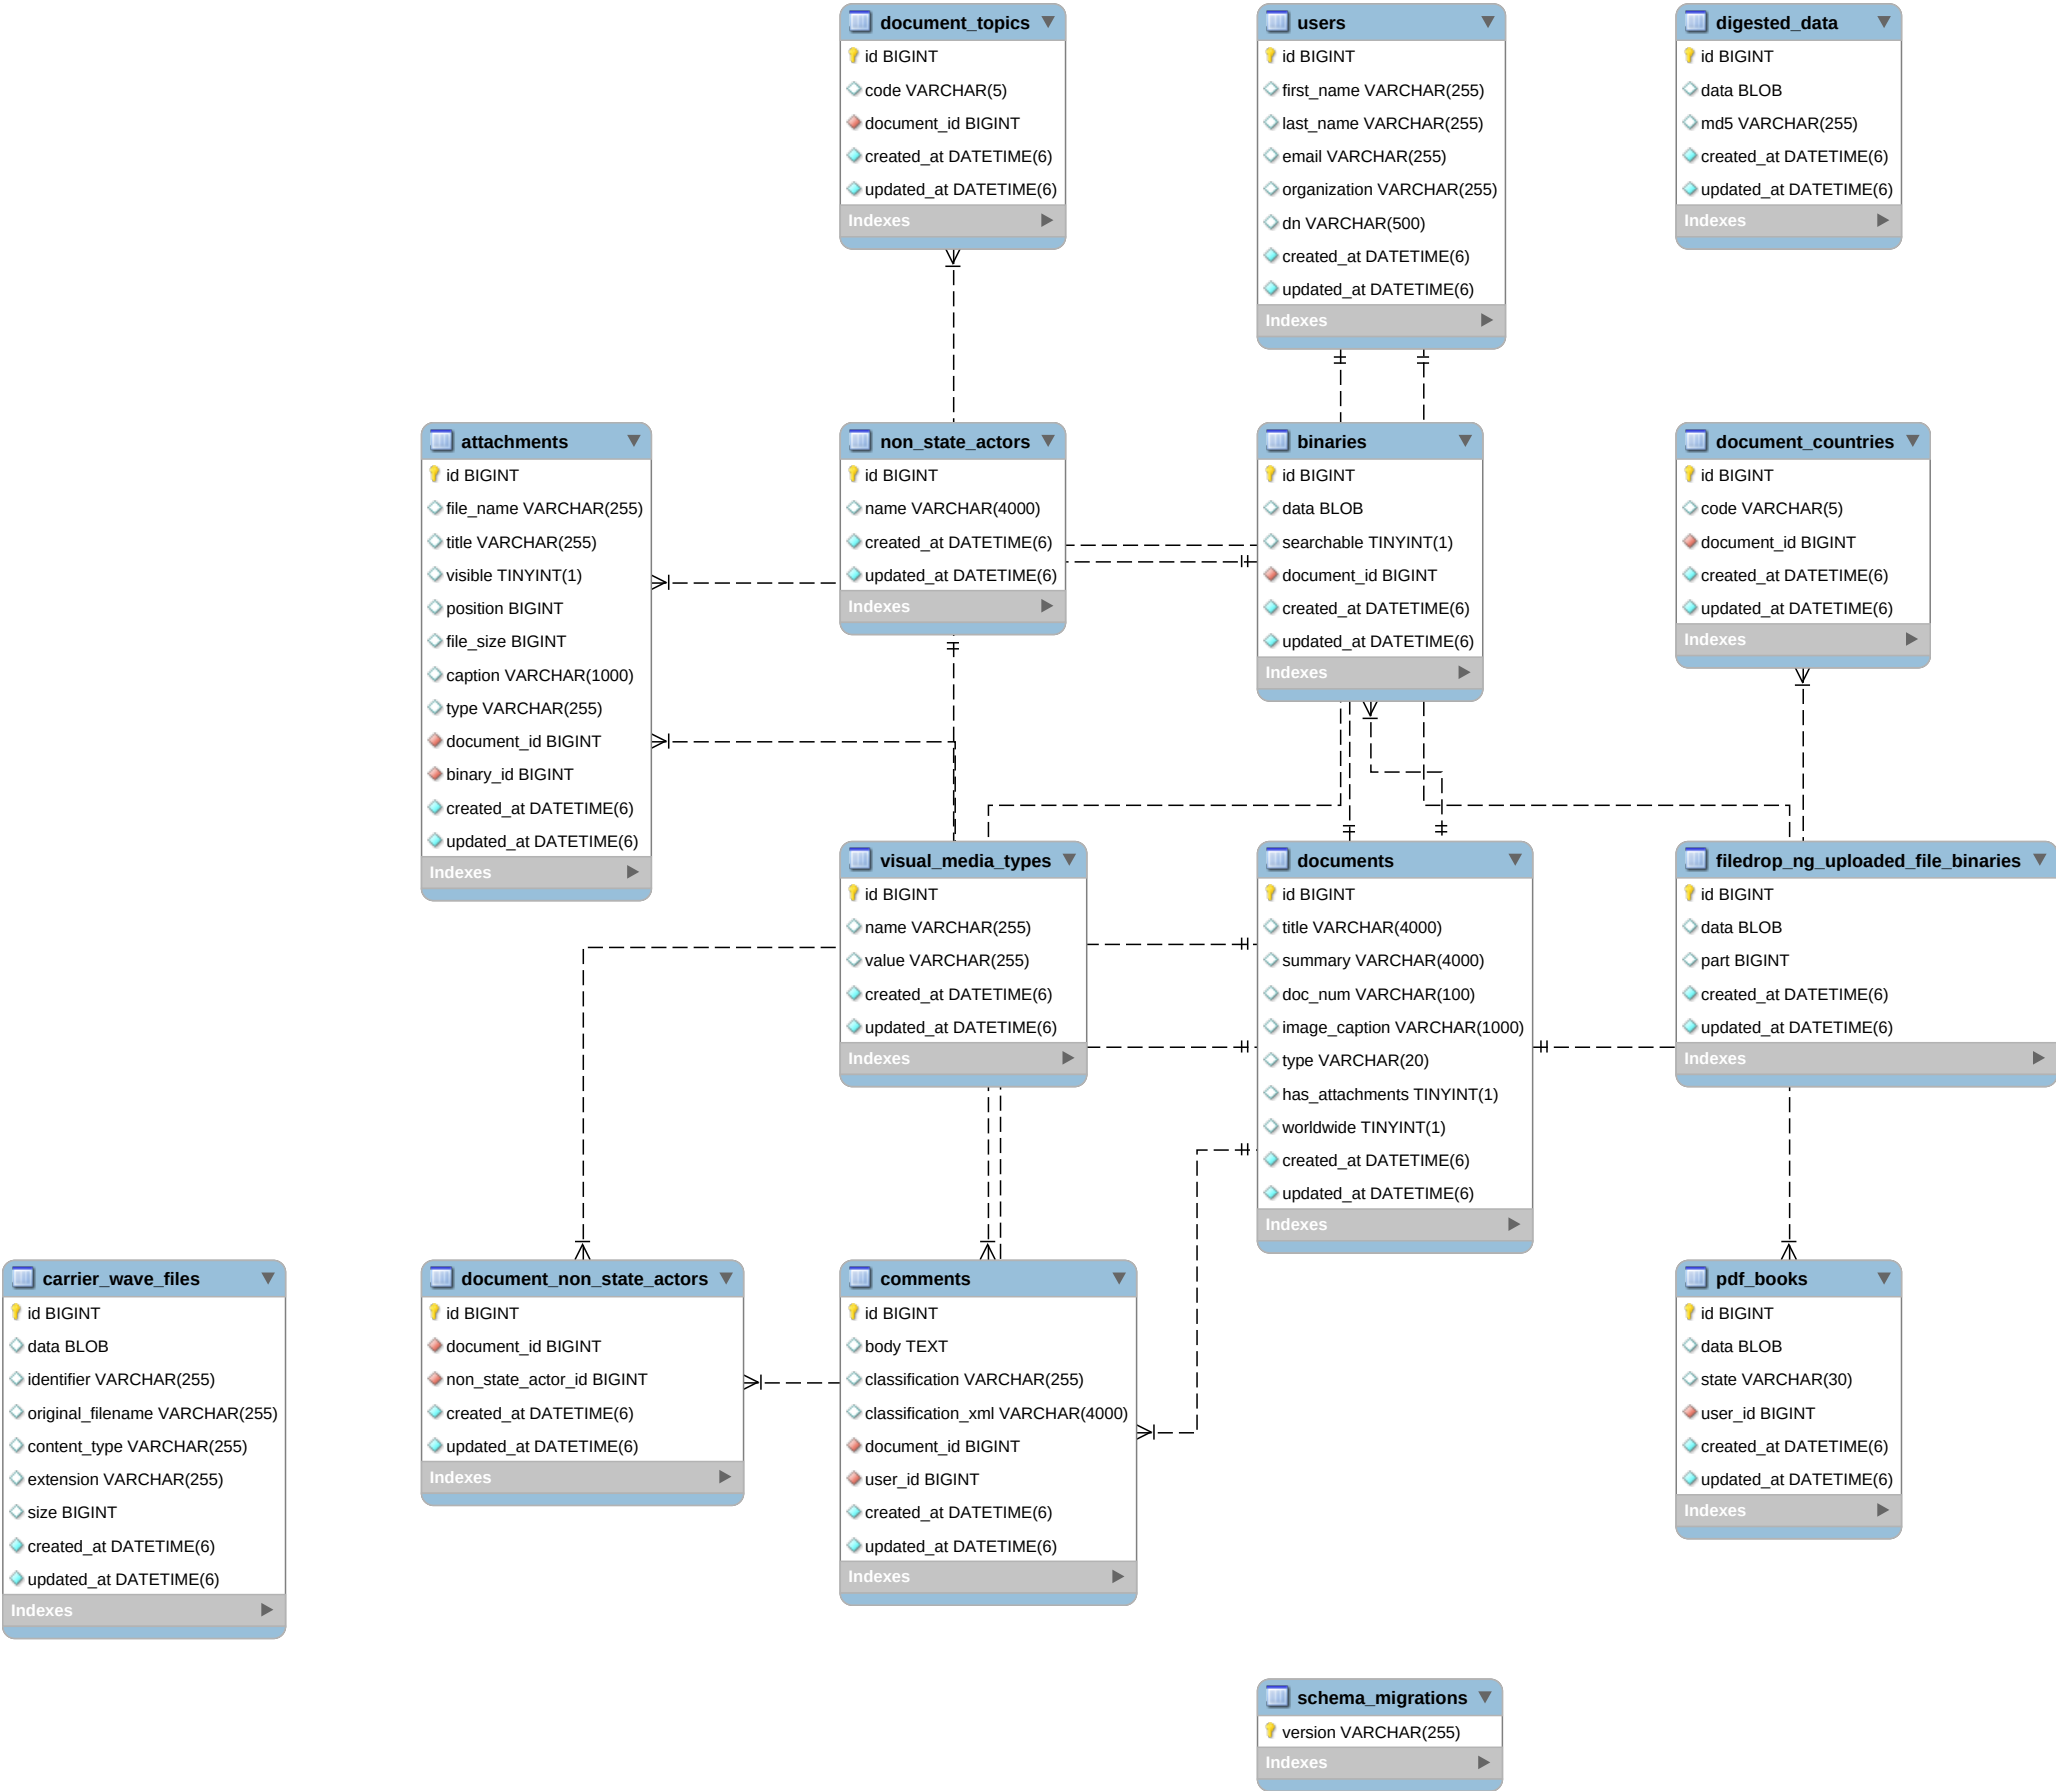 document_topics
id BIGINT
code VARCHAR(5)
document_id BIGINT
created_at DATETIME(6)
updated_at DATETIME(6)
Indexes
users
id BIGINT
first_name VARCHAR(255)
last_name VARCHAR(255)
email VARCHAR(255)
organization VARCHAR(255)
dn VARCHAR(500)
created_at DATETIME(6)
updated_at DATETIME(6)
Indexes
digested_data
id BIGINT
data BLOB
md5 VARCHAR(255)
created_at DATETIME(6)
updated_at DATETIME(6)
Indexes
attachments
id BIGINT
file_name VARCHAR(255)
title VARCHAR(255)
visible TINYINT(1)
position BIGINT
file_size BIGINT
caption VARCHAR(1000)
type VARCHAR(255)
document_id BIGINT
binary_id BIGINT
created_at DATETIME(6)
updated_at DATETIME(6)
Indexes
non_state_actors
id BIGINT
name VARCHAR(4000)
created_at DATETIME(6)
updated_at DATETIME(6)
Indexes
binaries
id BIGINT
data BLOB
searchable TINYINT(1)
document_id BIGINT
created_at DATETIME(6)
updated_at DATETIME(6)
Indexes
document_countries
id BIGINT
code VARCHAR(5)
document_id BIGINT
created_at DATETIME(6)
updated_at DATETIME(6)
Indexes
visual_media_types
id BIGINT
name VARCHAR(255)
value VARCHAR(255)
created_at DATETIME(6)
updated_at DATETIME(6)
Indexes
documents
id BIGINT
title VARCHAR(4000)
summary VARCHAR(4000)
doc_num VARCHAR(100)
image_caption VARCHAR(1000)
type VARCHAR(20)
has_attachments TINYINT(1)
worldwide TINYINT(1)
created_at DATETIME(6)
updated_at DATETIME(6)
Indexes
filedrop_ng_uploaded_file_binaries
id BIGINT
data BLOB
part BIGINT
created_at DATETIME(6)
updated_at DATETIME(6)
Indexes
carrier_wave_files
id BIGINT
data BLOB
identifier VARCHAR(255)
original_filename VARCHAR(255)
content_type VARCHAR(255)
extension VARCHAR(255)
size BIGINT
created_at DATETIME(6)
updated_at DATETIME(6)
Indexes
document_non_state_actors
id BIGINT
document_id BIGINT
non_state_actor_id BIGINT
created_at DATETIME(6)
updated_at DATETIME(6)
Indexes
comments
id BIGINT
body TEXT
classification VARCHAR(255)
classification_xml VARCHAR(4000)
document_id BIGINT
user_id BIGINT
created_at DATETIME(6)
updated_at DATETIME(6)
Indexes
pdf_books
id BIGINT
data BLOB
state VARCHAR(30)
user_id BIGINT
created_at DATETIME(6)
updated_at DATETIME(6)
Indexes
schema_migrations
version VARCHAR(255)
Indexes